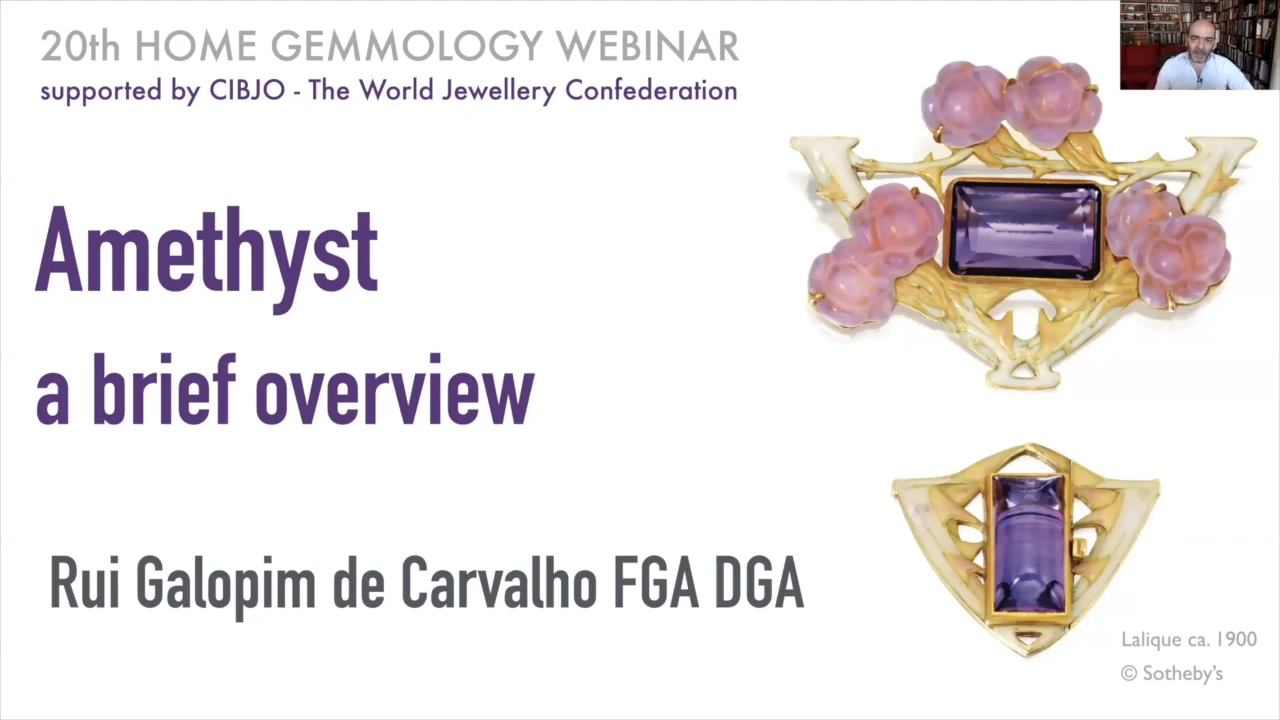 20th HOME GEMMOLOGY WEBINAR
supported by CIBJO - The World Jewellery Confederation
Amethyst
a brief overview
Rui Galopim de Carvalho FGA DGA
Lalique ca. 1900
© Sotheby's